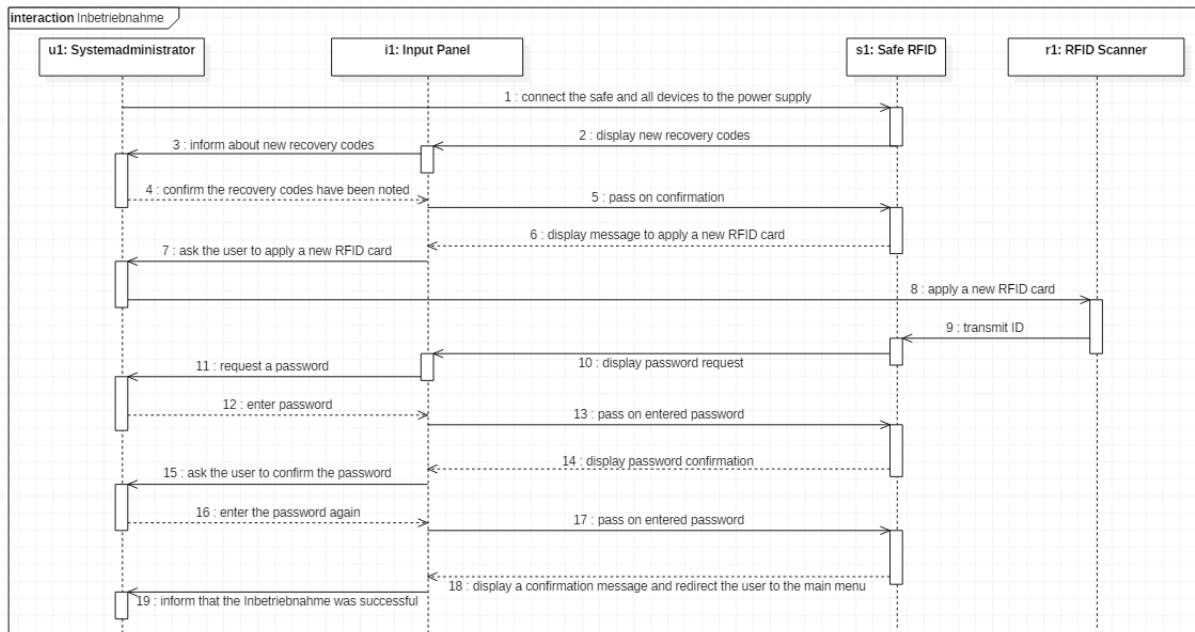 interaction Inbetriebnahme
u1: Systemadministrator
i1: Input Panel
s1: Safe RFID
r1: RFID Scanner
1 : connect the safe and all devices to the power supply
2 : display new recovery codes
3 : inform about new recovery codes
4 : confirm the recovery codes have been noted
5 : pass on confirmation
6 : display message to apply a new RFID card
7 : ask the user to apply a new RFID card
8 : apply a new RFID card
9 : transmit ID
10 : display password request
11 : request a password
12 : enter password
13 : pass on entered password
14 : display password confirmation
15 : ask the user to confirm the password
16 : enter the password again
17 : pass on entered password
18 : display a confirmation message and redirect the user to the main menu
19 : inform that the Inbetriebnahme was successful